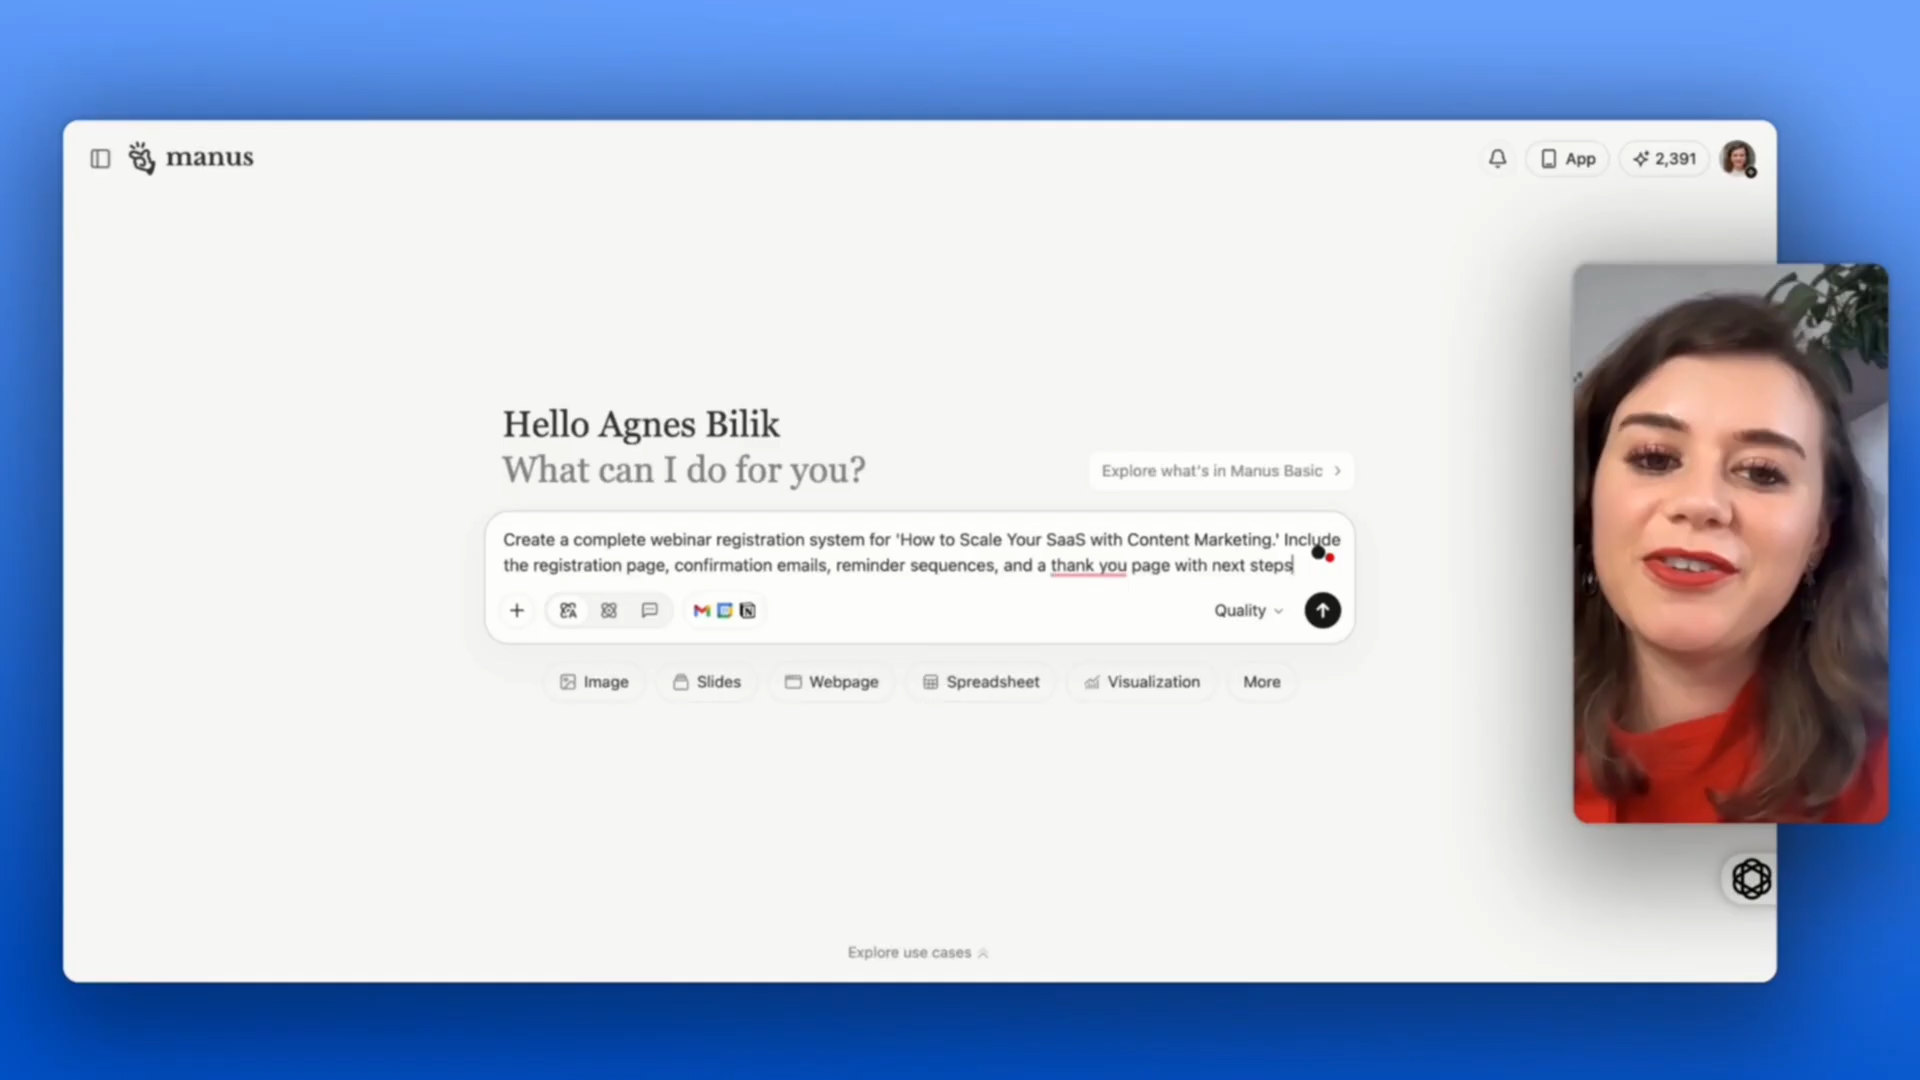 manus
App
2,391
Hello Agnes Bilik
What can I do for you?
Explore what's in Manus Basic
Create a complete webinar registration system for 'How to Scale Your SaaS with Content Marketing.' Include
the registration page, confirmation emails, reminder sequences, and a thank you page with next steps
Quality
Image
Slides
Webpage
Spreadsheet
Visualization
More
Explore use cases